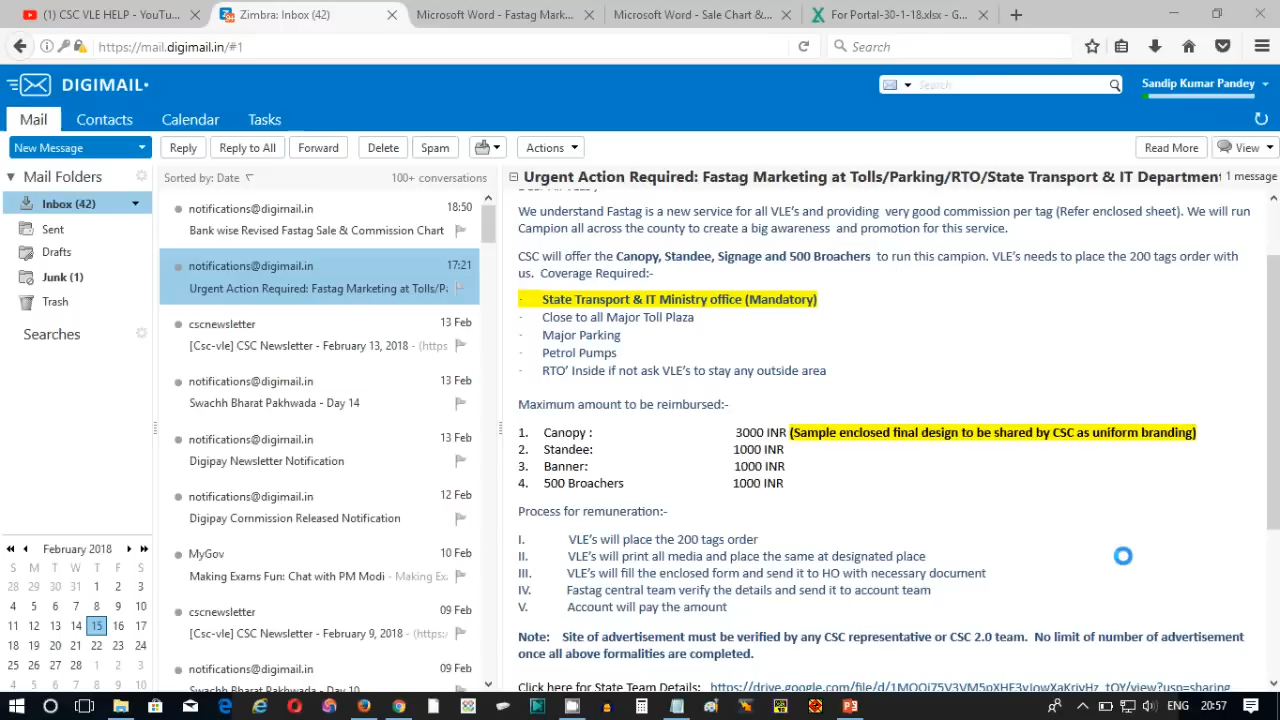 (1) CSC VLE HELP - YouT...
Zimbra: Inbox (42)
Microsoft Word - Fastag Mark...
Microsoft Word - Sale Chart &...
For Portal-30-1-18.xlsx - G...
https://mail.digimail.in/#1
Search
DIGIMAIL
Search
Sandip Kumar Pandey
Mail
Contacts
Calendar
Tasks
New Message
Reply
Reply to All
Forward
Delete
Spam
Actions
Read More
View
Mail Folders
Inbox (42)
Sent
Drafts
Junk (1)
Trash
Searches
February 2018
S M T W T F S
28 29 30 31 1 2 3
4 5 6 7 8 9 10
11 12 13 14 15 16 17
18 19 20 21 22 23 24
25 26 27 28 1 2 3
4 5 6 7 8 9 10
Sorted by: Date
100+ conversations
notifications@digimail.in 18:50
Bank wise Revised Fastag Sale & Commission Chart
notifications@digimail.in 17:21
Urgent Action Required: Fastag Marketing at Tolls/P
cscnewsletter 13 Feb
[Csc-vle] CSC Newsletter - February 13, 2018 - (https
notifications@digimail.in 13 Feb
Swachh Bharat Pakhwada - Day 14
notifications@digimail.in 13 Feb
Digipay Newsletter Notification
notifications@digimail.in 12 Feb
Digipay Commission Released Notification
MyGov 10 Feb
Making Exams Fun: Chat with PM Modi - Making Ex
cscnewsletter 09 Feb
[Csc-vle] CSC Newsletter - February 9, 2018 - (https:/
notifications@digimail.in 09 Feb
Swachh Bharat Pakhwada - Day 10
Urgent Action Required: Fastag Marketing at Tolls/Parking/RTO/State Transport & IT Department
1 message
We understand Fastag is a new service for all VLE's and providing very good commission per tag (Refer enclosed sheet). We will run
Campion all across the county to create a big awareness and promotion for this service.
CSC will offer the Canopy, Standee, Signage and 500 Broachers to run this campion. VLE's needs to place the 200 tags order with
us. Coverage Required:-
· State Transport & IT Ministry office (Mandatory)
· Close to all Major Toll Plaza
· Major Parking
· Petrol Pumps
· RTO' Inside if not ask VLE's to stay any outside area
Maximum amount to be reimbursed:-
1. Canopy : 3000 INR (Sample enclosed final design to be shared by CSC as uniform branding)
2. Standee: 1000 INR
3. Banner: 1000 INR
4. 500 Broachers 1000 INR
Process for remuneration:-
I. VLE's will place the 200 tags order
II. VLE's will print all media and place the same at designated place
III. VLE's will fill the enclosed form and send it to HO with necessary document
IV. Fastag central team verify the details and send it to account team
V. Account will pay the amount
Note: Site of advertisement must be verified by any CSC representative or CSC 2.0 team. No limit of number of advertisement
once all above formalities are completed.
Click here for State Team Details:
ENG 20:57